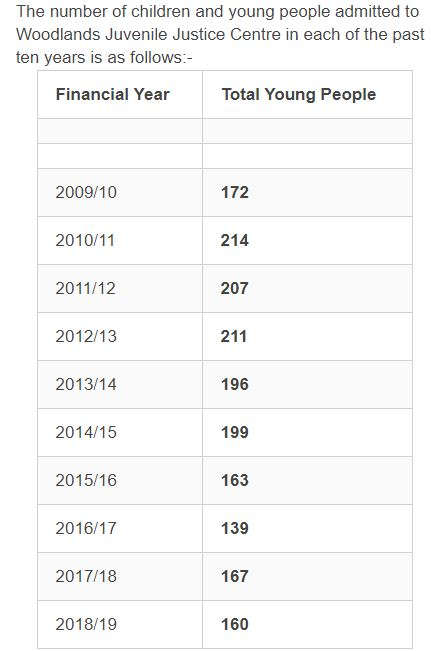 The number of children and young people admitted to
Woodlands Juvenile Justice Centre in each of the past
ten years is as follows:-
Financial Year Total Young People
2009/10 172
2010/11 214
2011/12 207
2012/13 211
2013/14 196
2014/15 199
2015/16 163
2016/17 139
2017/18 167
2018/19 160